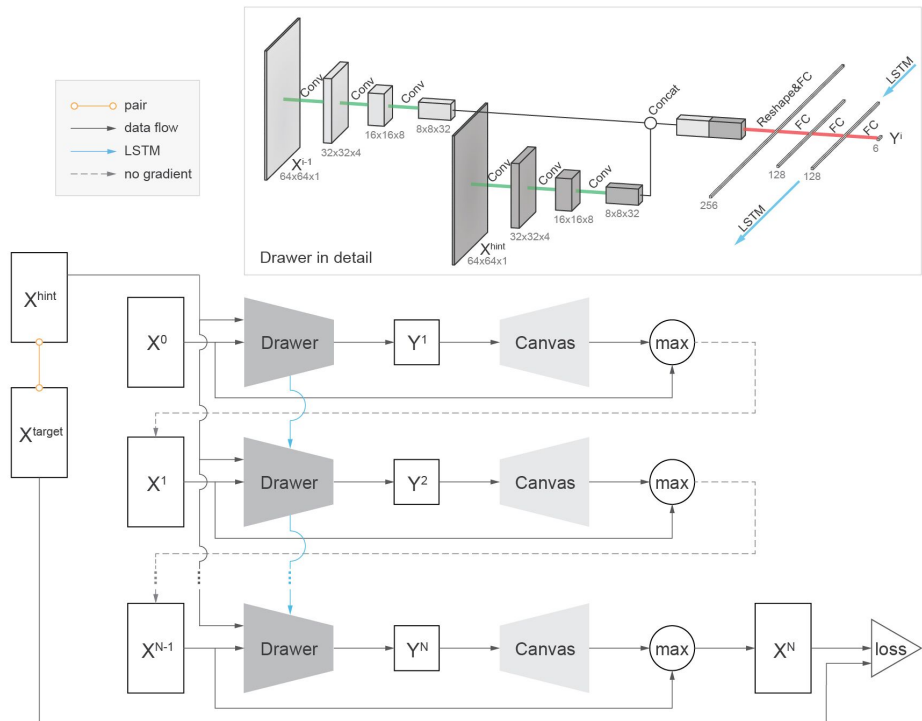 pair
data flow
LSTM
no gradient
X^i-1
64x64x1
Conv
32x32x4
Conv
16x16x8
Conv
8x8x32
X^hint
64x64x1
Conv
32x32x4
Conv
16x16x8
Conv
8x8x32
Concat
Reshape&FC
256
FC
128
FC
128
FC
6
Y^i
LSTM
LSTM
Drawer in detail
X^hint
X^target
X^0
Drawer
Y^1
Canvas
max
X^1
Drawer
Y^2
Canvas
max
X^N-1
Drawer
Y^N
Canvas
max
X^N
loss